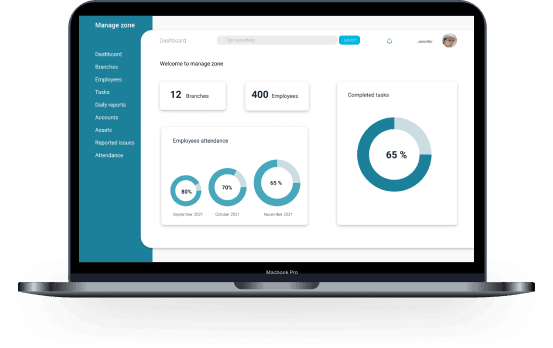 Manage zone
Dashboard
Branches
Employees
Tasks
Daily reports
Accounts
Assets
Reported issues
Attendance
Dashboard
Type something
Search
Jennifer
Welcome to manage zone
12 Branches
400 Employees
Completed tasks
65 %
Employees attendance
80%
70%
65 %
September 2021
October 2021
November 2021
Macbook Pro